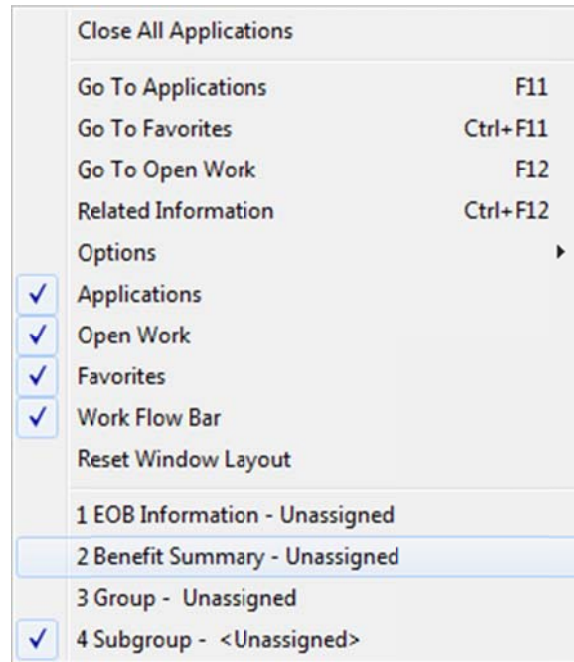 Close All Applications
Go To Applications F11
Go To Favorites Ctrl+F11
Go To Open Work F12
Related Information Ctrl+F12
Options
Applications
Open Work
Favorites
Work Flow Bar
Reset Window Layout
1 EOB Information - Unassigned
2 Benefit Summary - Unassigned
3 Group - Unassigned
4 Subgroup - <Unassigned>